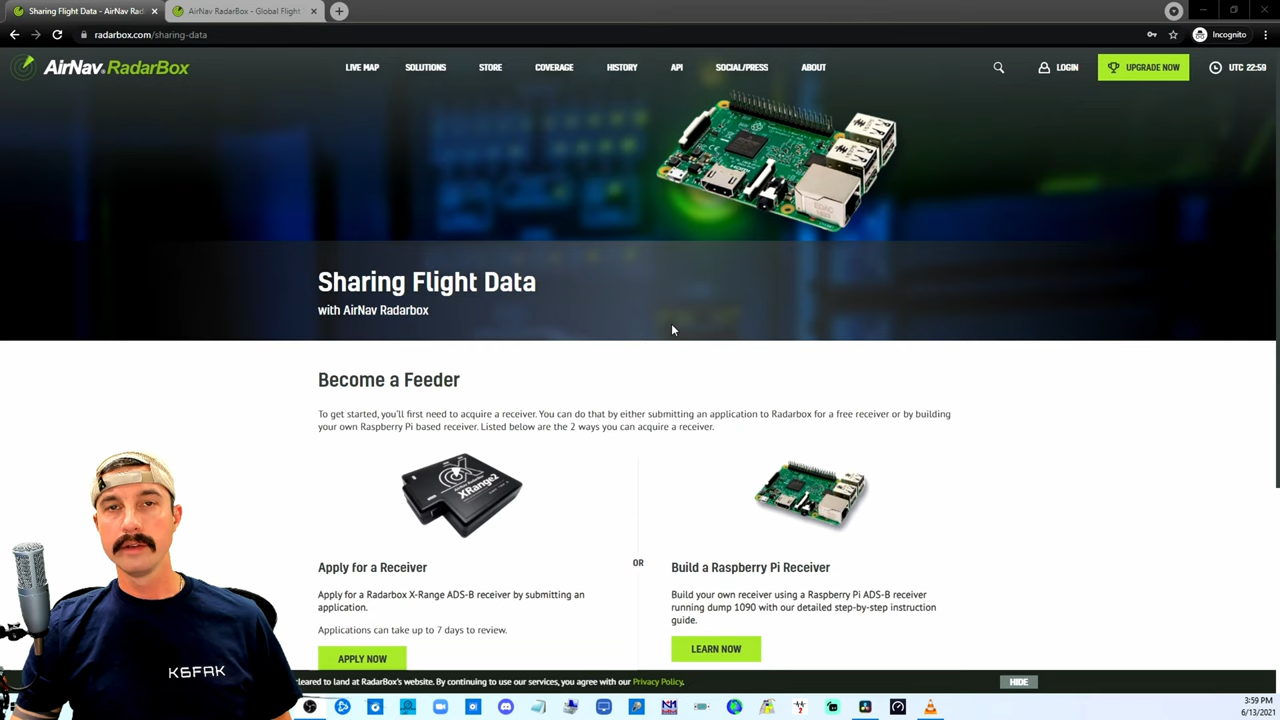 Sharing Flight Data - AirNav Rad
AirNav RadarBox - Global Flight
radarbox.com/sharing-data
Incognito
AirNav RadarBox
LIVE MAP
SOLUTIONS
STORE
COVERAGE
HISTORY
API
SOCIAL/PRESS
ABOUT
LOGIN
UPGRADE NOW
UTC 22:59
Sharing Flight Data
with AirNav Radarbox
Become a Feeder
To get started, you'll first need to acquire a receiver. You can do that by either submitting an application to Radarbox for a free receiver or by building
your own Raspberry Pi based receiver. Listed below are the 2 ways you can acquire a receiver.
XRange2
OR
Apply for a Receiver
Apply for a Radarbox X-Range ADS-B receiver by submitting an
application.
Applications can take up to 7 days to review.
APPLY NOW
Build a Raspberry Pi Receiver
Build your own receiver using a Raspberry Pi ADS-B receiver
running dump 1090 with our detailed step-by-step instruction
guide.
LEARN NOW
K6FAK
cleared to land at RadarBox's website. By continuing to use our services, you agree with our Privacy Policy.
HIDE
3:59 PM
6/13/2021